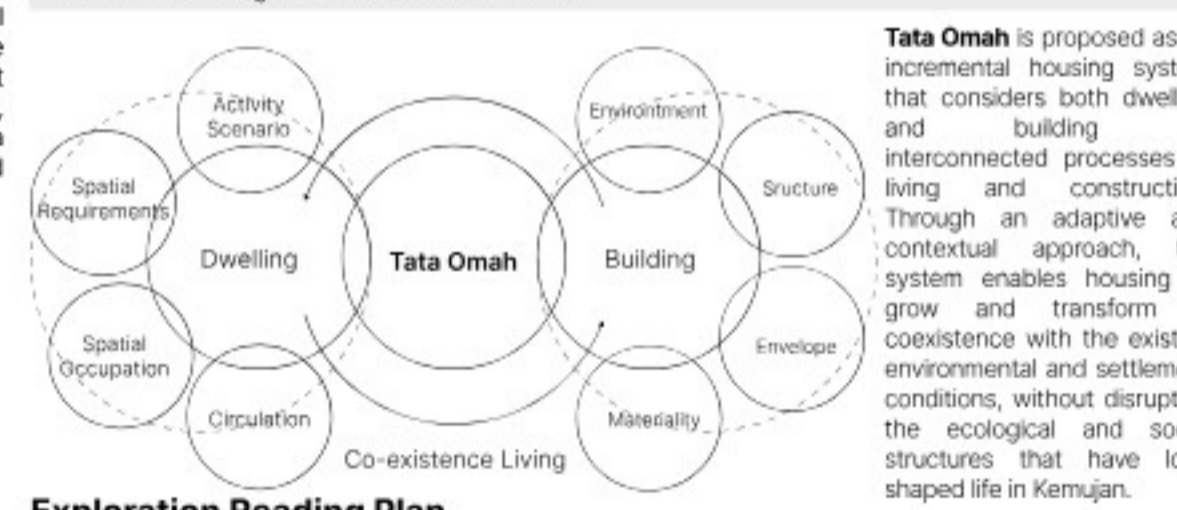 Activity
Scenario
Spatial
Requirements
Dwelling
Spatial
Occupation
Circulation
Tata Omah
Environtment
Sructure
Building
Envelope
Materiality
Co-existence Living
Tata Omah is proposed as
incremental housing syst
that considers both dwell
and building
interconnected processes
living and constructi
Through an adaptive a
contextual approach,
system enables housing
grow and transform
coexistence with the exist
environmental and settleme
conditions, without disrupt
the ecological and so
structures that have lo
shaped life in Kemujan.
Exploration Reading Plan